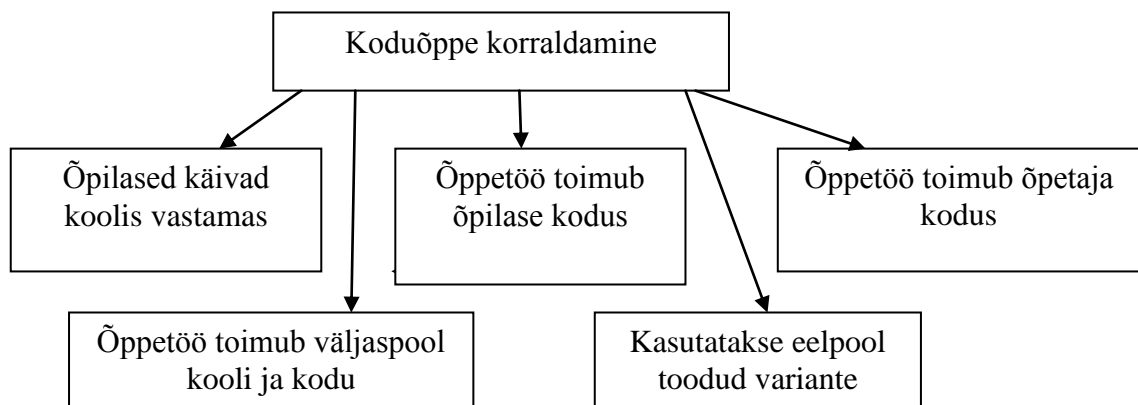 Koduõppe korraldamine
Õpilased käivad
koolis vastamas
Õppetöö toimub
õpilase kodus
Õppetöö toimub õpetaja
kodus
Õppetöö toimub väljaspool
kooli ja kodu
Kasutatakse eelpool
toodud variante